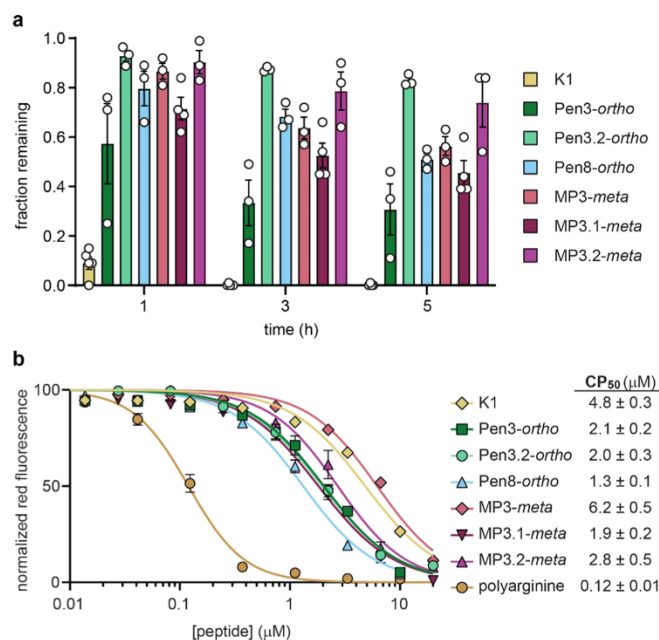 a
fraction remaining
1.0
0.8
0.6
0.4
0.2
0.0
1
3
5
time (h)
K1
Pen3-ortho
Pen3.2-ortho
Pen8-ortho
MP3-meta
MP3.1-meta
MP3.2-meta
b
normalized red fluorescence
100
50
0
0.01
0.1
1
10
[peptide] (μM)
CP50 (μM)
K1 4.8 ± 0.3
Pen3-ortho 2.1 ± 0.2
Pen3.2-ortho 2.0 ± 0.3
Pen8-ortho 1.3 ± 0.1
MP3-meta 6.2 ± 0.5
MP3.1-meta 1.9 ± 0.2
MP3.2-meta 2.8 ± 0.5
polyarginine 0.12 ± 0.01